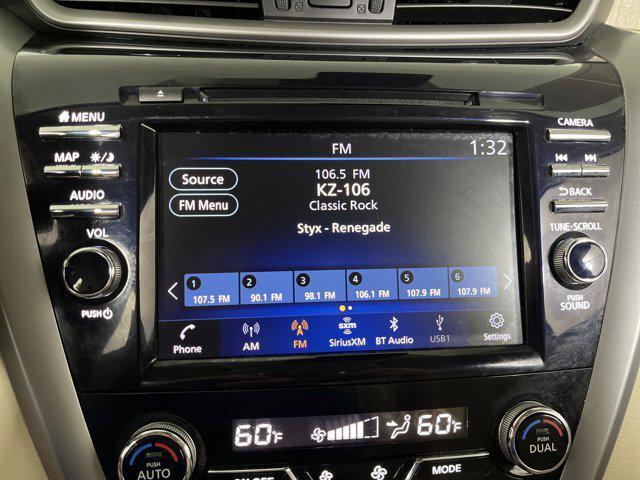 MENU
MAP
AUDIO
VOL
PUSH
FM
1:32
Source
106.5 FM
KZ-106
FM Menu
Classic Rock
Styx - Renegade
1
2
3
4
5
6
107.5 FM
90.1 FM
98.1 FM
106.1 FM
107.9 FM
107.9 FM
Phone
AM
FM
sxm
SiriusXM
BT Audio
USB1
Settings
CAMERA
BACK
TUNE·SCROLL
PUSH
SOUND
60°F
60°F
PUSH
AUTO
ON·OFF
MODE
PUSH
DUAL